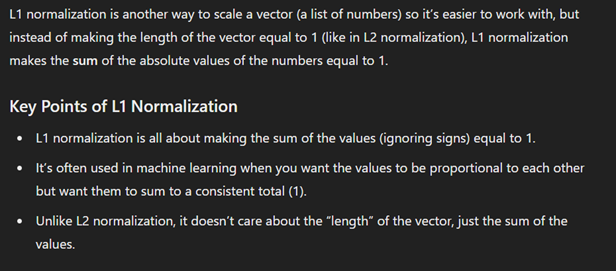 L1 normalization is another way to scale a vector (a list of numbers) so it’s easier to work with, but
instead of making the length of the vector equal to 1 (like in L2 normalization), L1 normalization
makes the sum of the absolute values of the numbers equal to 1.
Key Points of L1 Normalization
• L1 normalization is all about making the sum of the values (ignoring signs) equal to 1.
• It’s often used in machine learning when you want the values to be proportional to each other
but want them to sum to a consistent total (1).
• Unlike L2 normalization, it doesn’t care about the “length” of the vector, just the sum of the
values.